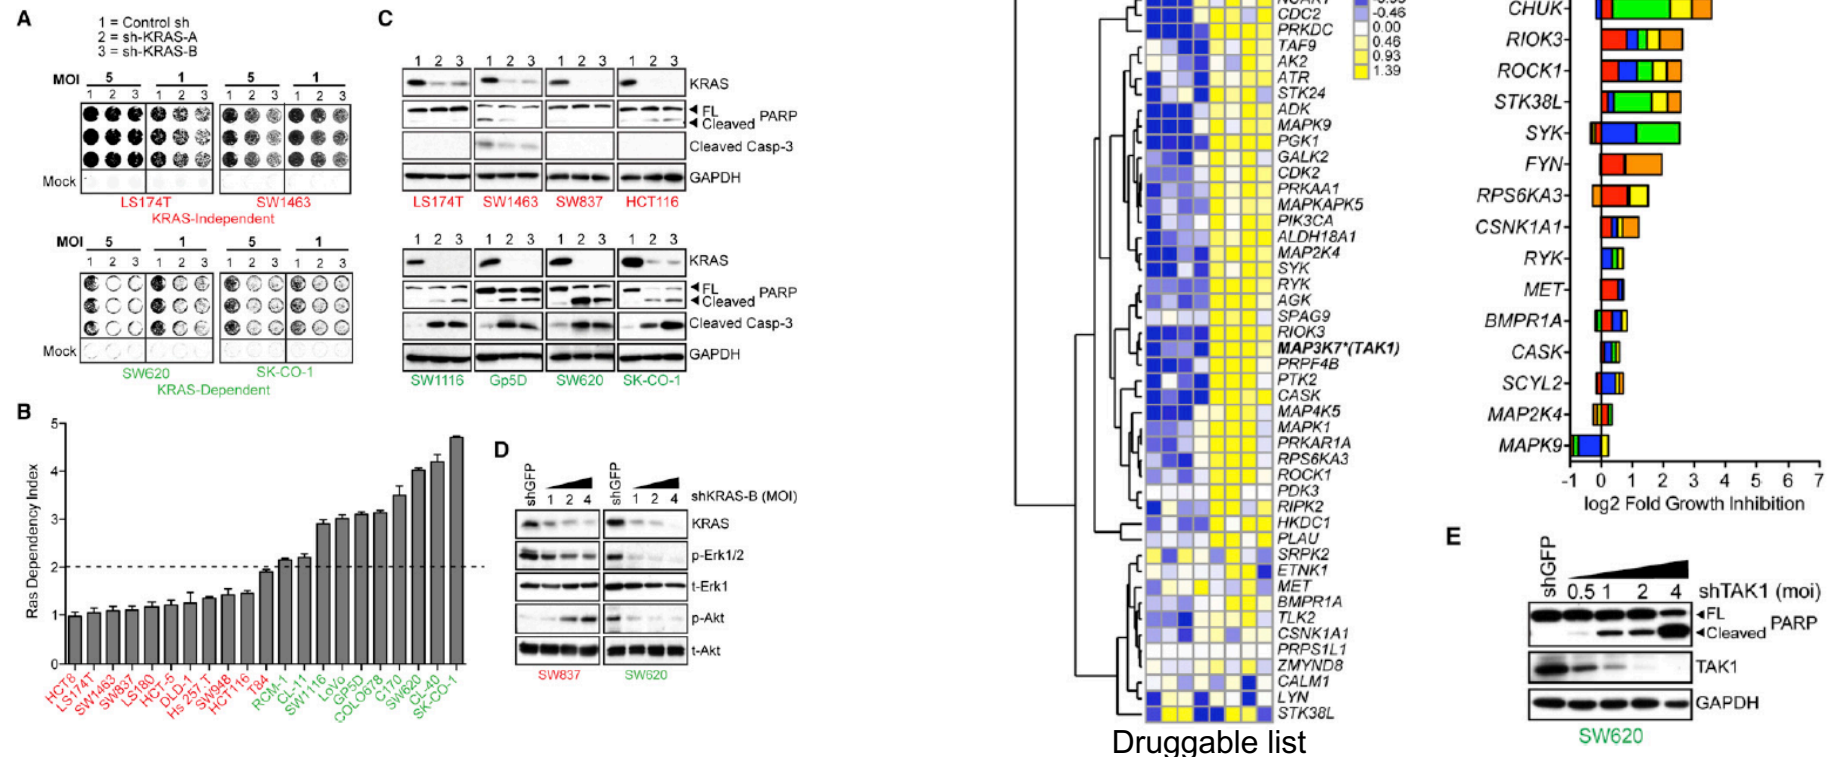 A
1 = Control sh
2 = sh-KRAS-A
3 = sh-KRAS-B
MOI 5 1 5 1
1 2 3 1 2 3 1 2 3 1 2 3
Mock
LS174T SW1463
KRAS-Independent
MOI 5 1 5 1
1 2 3 1 2 3 1 2 3 1 2 3
Mock
SW620 SK-CO-1
KRAS-Dependent
B
Ras Dependency Index
5
4
3
2
1
0
HCT8
LS174T
SW1463
SW837
LS180
HCT-5
DLD-1
Hs 257.T
SW948
HCT116
T84
RCM-1
CL-11
SW1116
LoVo
GP5D
COLO678
C170
SW620
CL-40
SK-CO-1
C
1 2 3 1 2 3 1 2 3 1 2 3
KRAS
FL
Cleaved
PARP
Cleaved Casp-3
GAPDH
LS174T SW1463 SW837 HCT116
1 2 3 1 2 3 1 2 3 1 2 3
KRAS
FL
Cleaved
PARP
Cleaved Casp-3
GAPDH
SW1116 Gp5D SW620 SK-CO-1
D
shGFP 1 2 4 shGFP 1 2 4 shKRAS-B (MOI)
KRAS
p-Erk1/2
t-Erk1
p-Akt
t-Akt
SW837 SW620
CDC2
PRKDC
TAF9
AK2
ATR
STK24
ADK
MAPK9
PGK1
GALK2
CDK2
PRKAA1
MAPKAPK5
PIK3CA
ALDH18A1
MAP2K4
SYK
RYK
AGK
SPAG9
RIOK3
MAP3K7*(TAK1)
PRPF4B
PTK2
CASK
MAP4K5
MAPK1
PRKAR1A
RPS6KA3
ROCK1
PDK3
RIPK2
HKDC1
PLAU
SRPK2
ETNK1
MET
BMPR1A
TLK2
CSNK1A1
PRPS1L1
ZMYND8
CALM1
LYN
STK38L
-0.46
0.00
0.46
0.93
1.39
Druggable list
CHUK
RIOK3
ROCK1
STK38L
SYK
FYN
RPS6KA3
CSNK1A1
RYK
MET
BMPR1A
CASK
SCYL2
MAP2K4
MAPK9
-1 0 1 2 3 4 5 6 7
log2 Fold Growth Inhibition
E
shGFP 0.5 1 2 4 shTAK1 (moi)
FL
Cleaved
PARP
TAK1
GAPDH
SW620